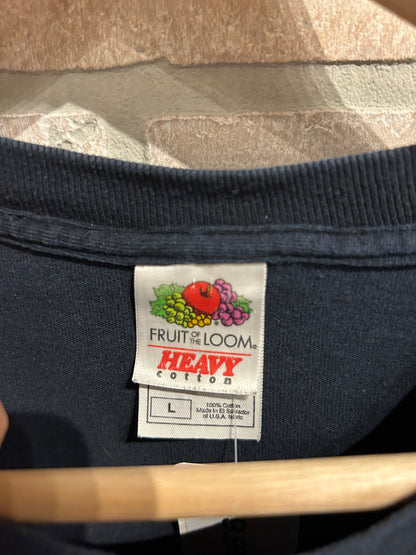 FRUIT OF THE LOOM®
HEAVY
cotton
L
100% Cotton
Made in El Salvador
of U.S.A. Fabric